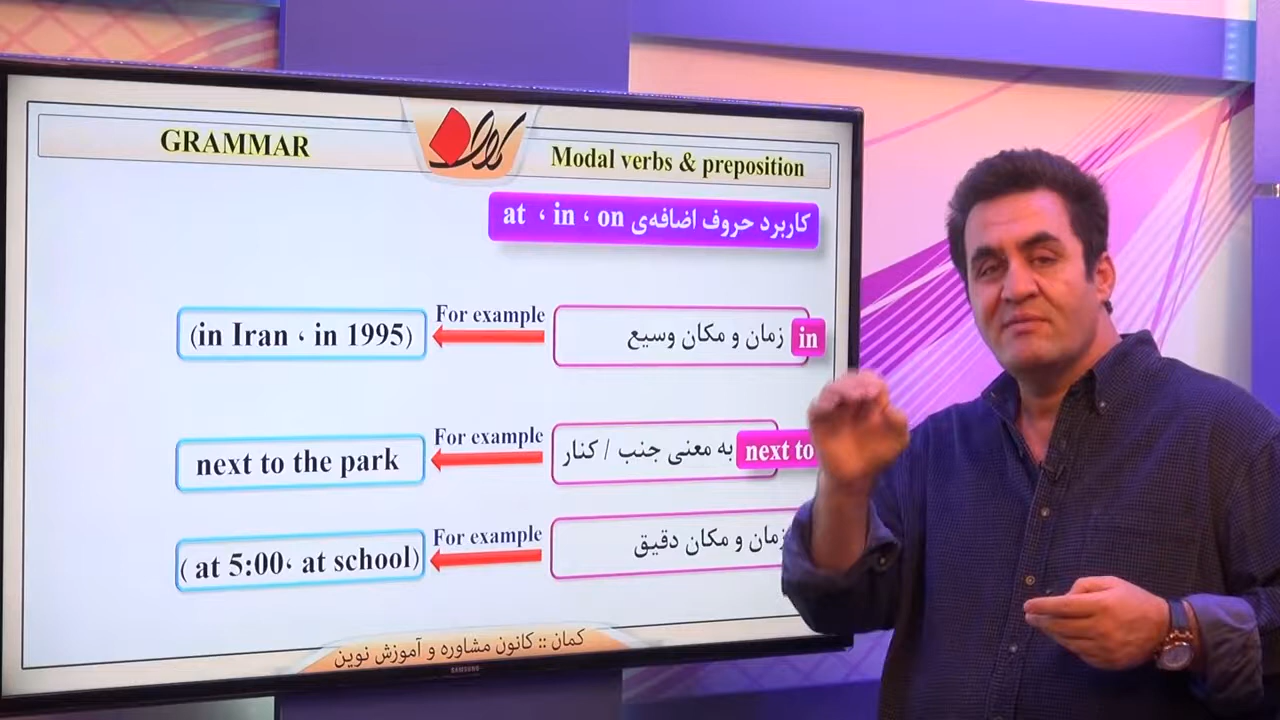 GRAMMAR
Modal verbs & preposition
کاربرد حروف اضافه‌ی at ، in ، on
in
زمان و مکان وسیع
For example
(in Iran ، in 1995)
next to
به معنی جنب / کنار
For example
next to the park
زمان و مکان دقیق
For example
( at 5:00، at school)
کمان :: کانون مشاوره و آموزش نوین
SAMSUNG